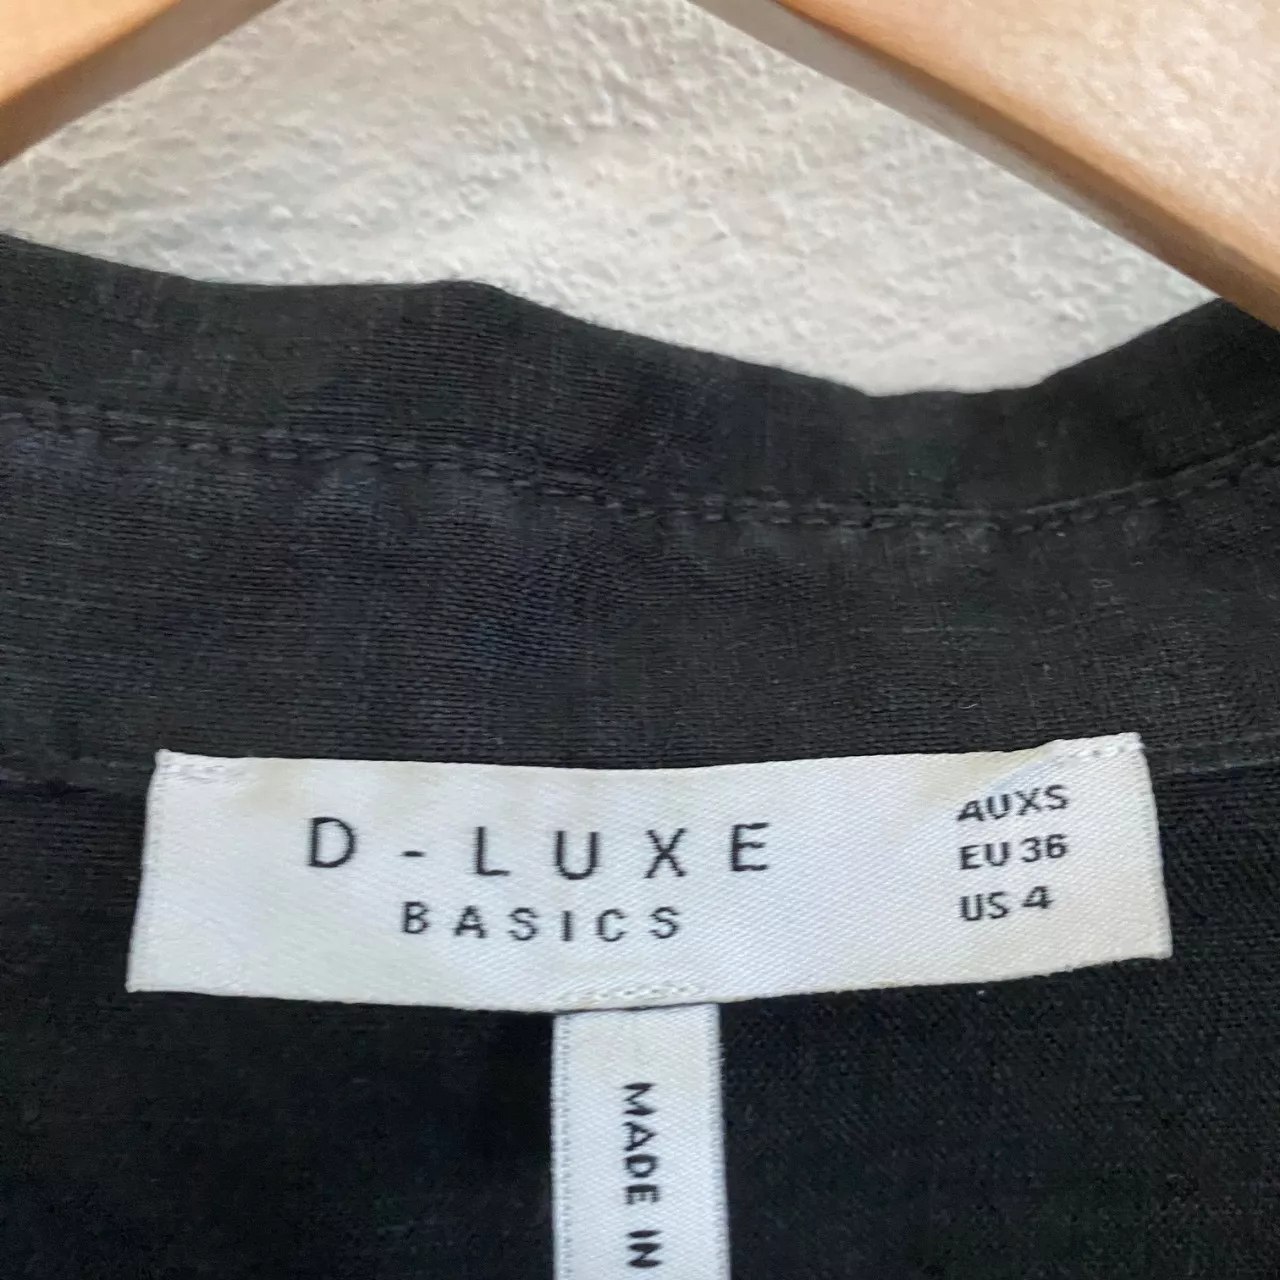 D-LUXE
BASICS
AUXS
EU 36
US 4
MADE IN